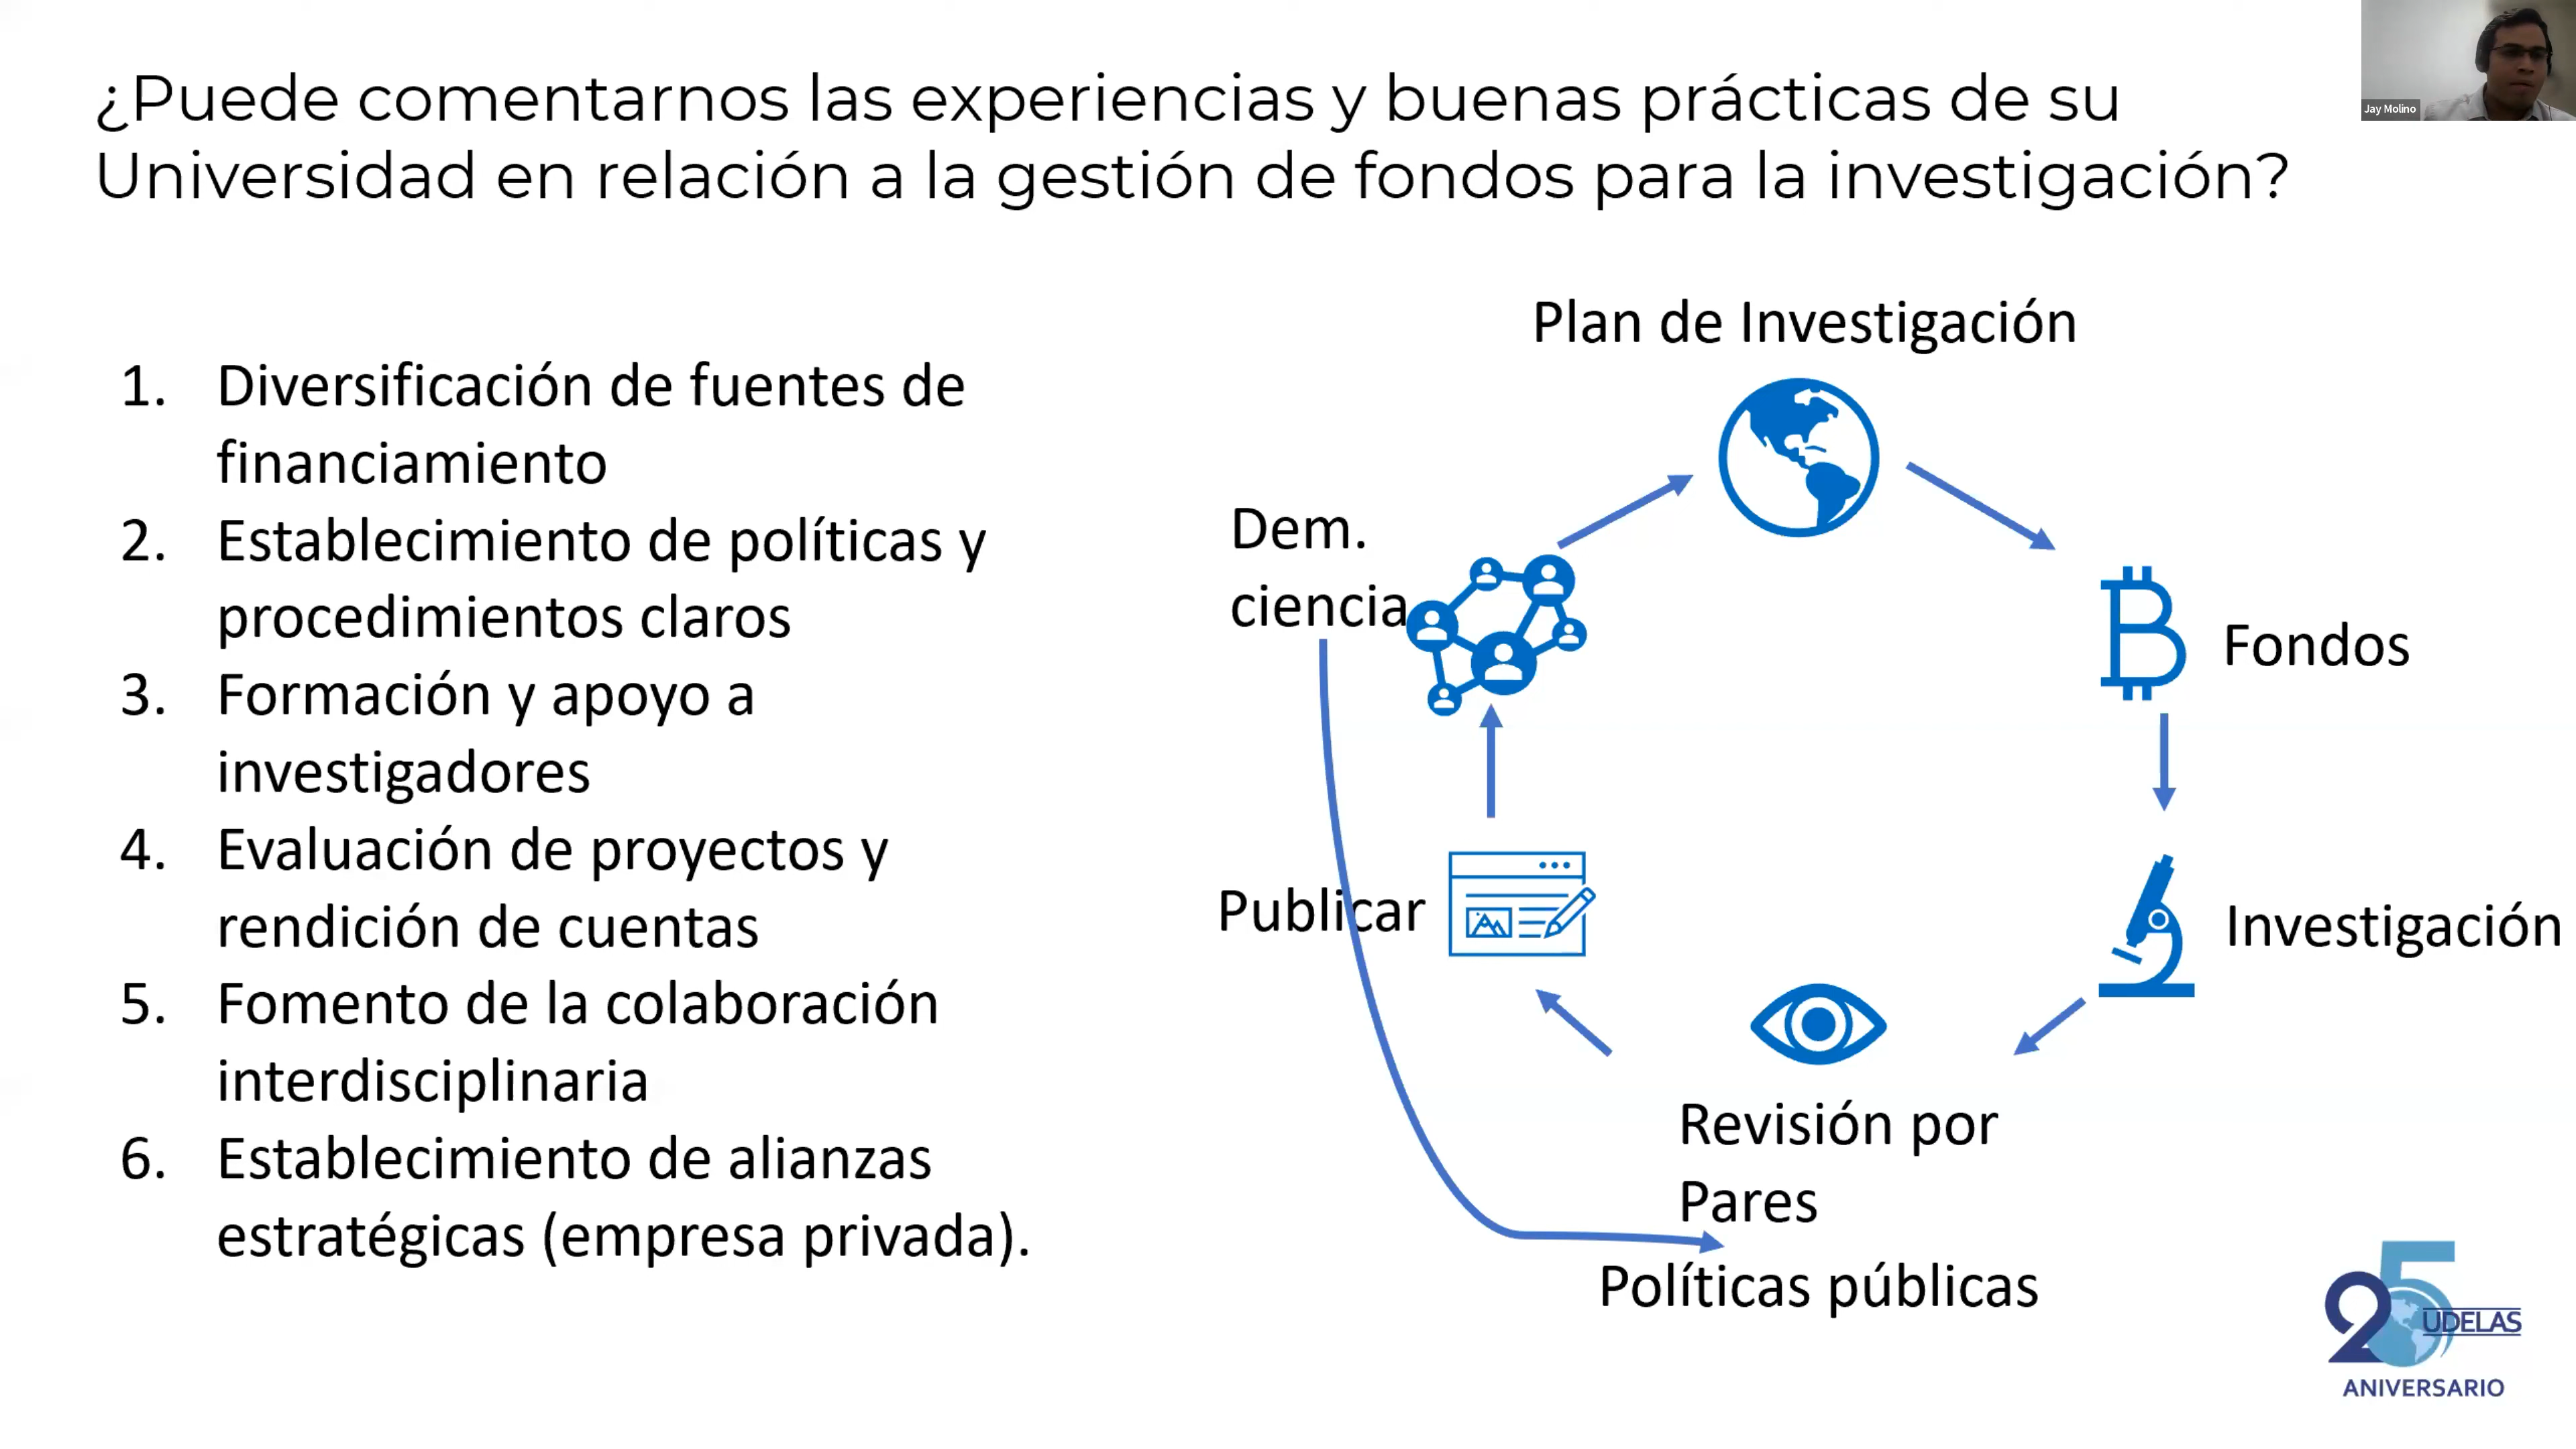 ¿Puede comentarnos las experiencias y buenas prácticas de su
Universidad en relación a la gestión de fondos para la investigación?
Jay Molino
1. Diversificación de fuentes de
financiamiento
2. Establecimiento de políticas y
procedimientos claros
3. Formación y apoyo a
investigadores
4. Evaluación de proyectos y
rendición de cuentas
5. Fomento de la colaboración
interdisciplinaria
6. Establecimiento de alianzas
estratégicas (empresa privada).
Plan de Investigación
Fondos
Investigación
Revisión por
Pares
Publicar
Dem.
ciencia
Políticas públicas
25
UDELAS
ANIVERSARIO